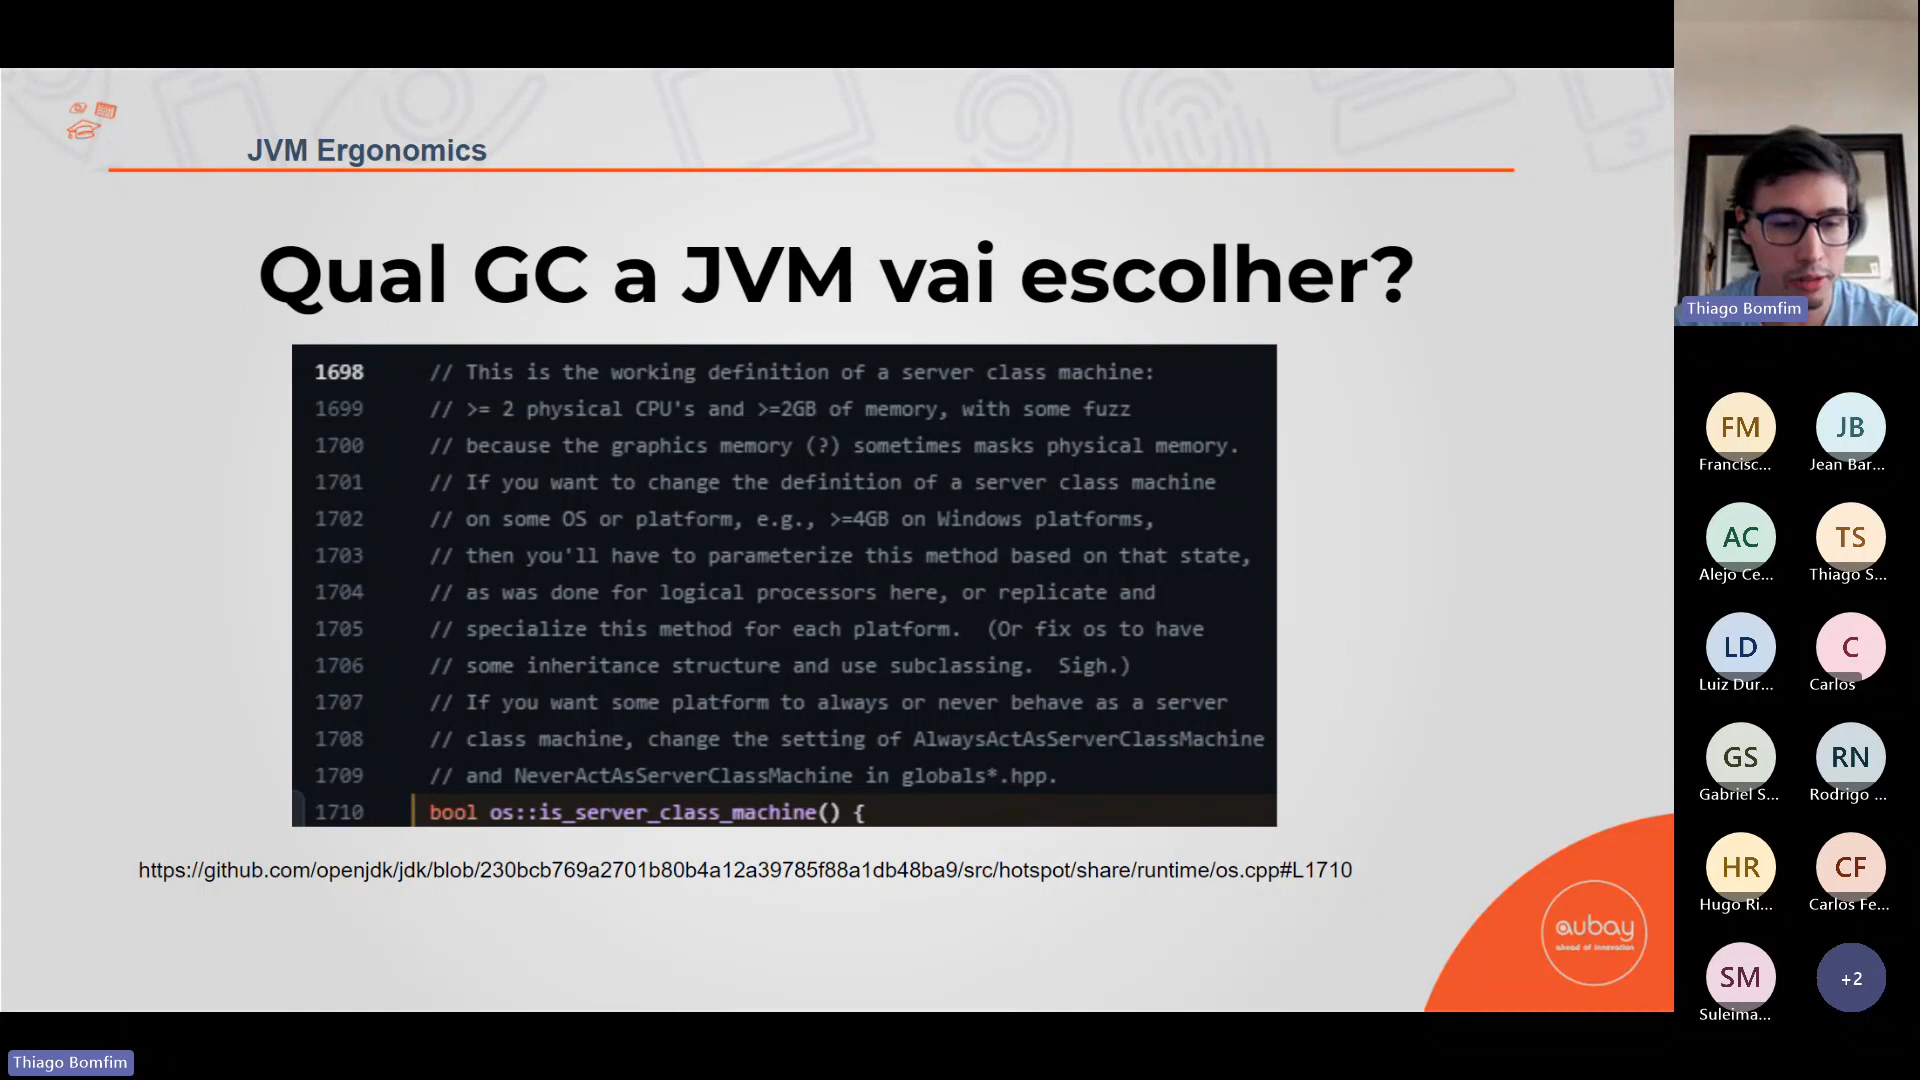 JVM Ergonomics
Qual GC a JVM vai escolher?
1698 // This is the working definition of a server class machine:
1699 // >= 2 physical CPU's and >=2GB of memory, with some fuzz
1700 // because the graphics memory (?) sometimes masks physical memory.
1701 // If you want to change the definition of a server class machine
1702 // on some OS or platform, e.g., >=4GB on Windows platforms,
1703 // then you'll have to parameterize this method based on that state,
1704 // as was done for logical processors here, or replicate and
1705 // specialize this method for each platform.  (Or fix os to have
1706 // some inheritance structure and use subclassing.  Sigh.)
1707 // If you want some platform to always or never behave as a server
1708 // class machine, change the setting of AlwaysActAsServerClassMachine
1709 // and NeverActAsServerClassMachine in globals*.hpp.
1710 bool os::is_server_class_machine() {
https://github.com/openjdk/jdk/blob/230bcb769a2701b80b4a12a39785f88a1db48ba9/src/hotspot/share/runtime/os.cpp#L1710
aubay
ahead of innovation
Thiago Bomfim
Thiago Bomfim
FM
Francisc...
JB
Jean Bar...
AC
Alejo Ce...
TS
Thiago S...
LD
Luiz Dur...
C
Carlos
GS
Gabriel S...
RN
Rodrigo ...
HR
Hugo Ri...
CF
Carlos Fe...
SM
Suleima...
+2